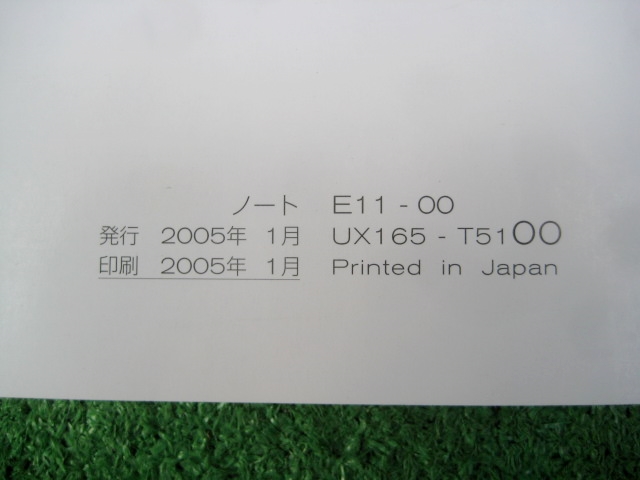 ノート E11 - 00
発行 2005年 1月 UX165 - T5100
印刷 2005年 1月 Printed in Japan